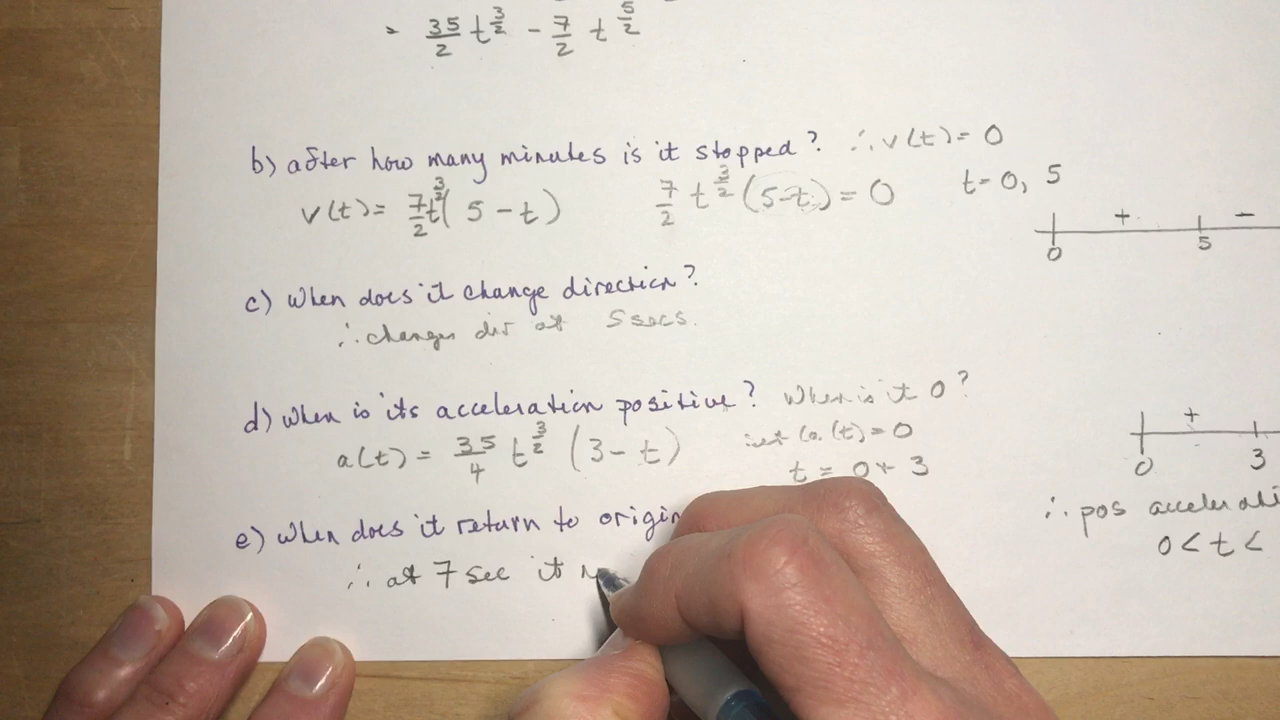 = 35/2 t^3/2 - 7/2 t^5/2
b) after how many minutes is it stopped? ∴ v(t) = 0
v(t) = 7/2 t^3/2 (5 - t) 7/2 t^3/2 (5-t) = 0 t = 0, 5
+ -
0 5
c) When does it change direction?
∴ changes dir at 5 secs.
d) When is its acceleration positive? When is it 0?
a(t) = 35/4 t^3/2 (3 - t) a(t) = 0
t = 0 3
+
0 3
∴ pos accelerati
0 < t <
e) When does it return to origin
∴ at 7 sec it